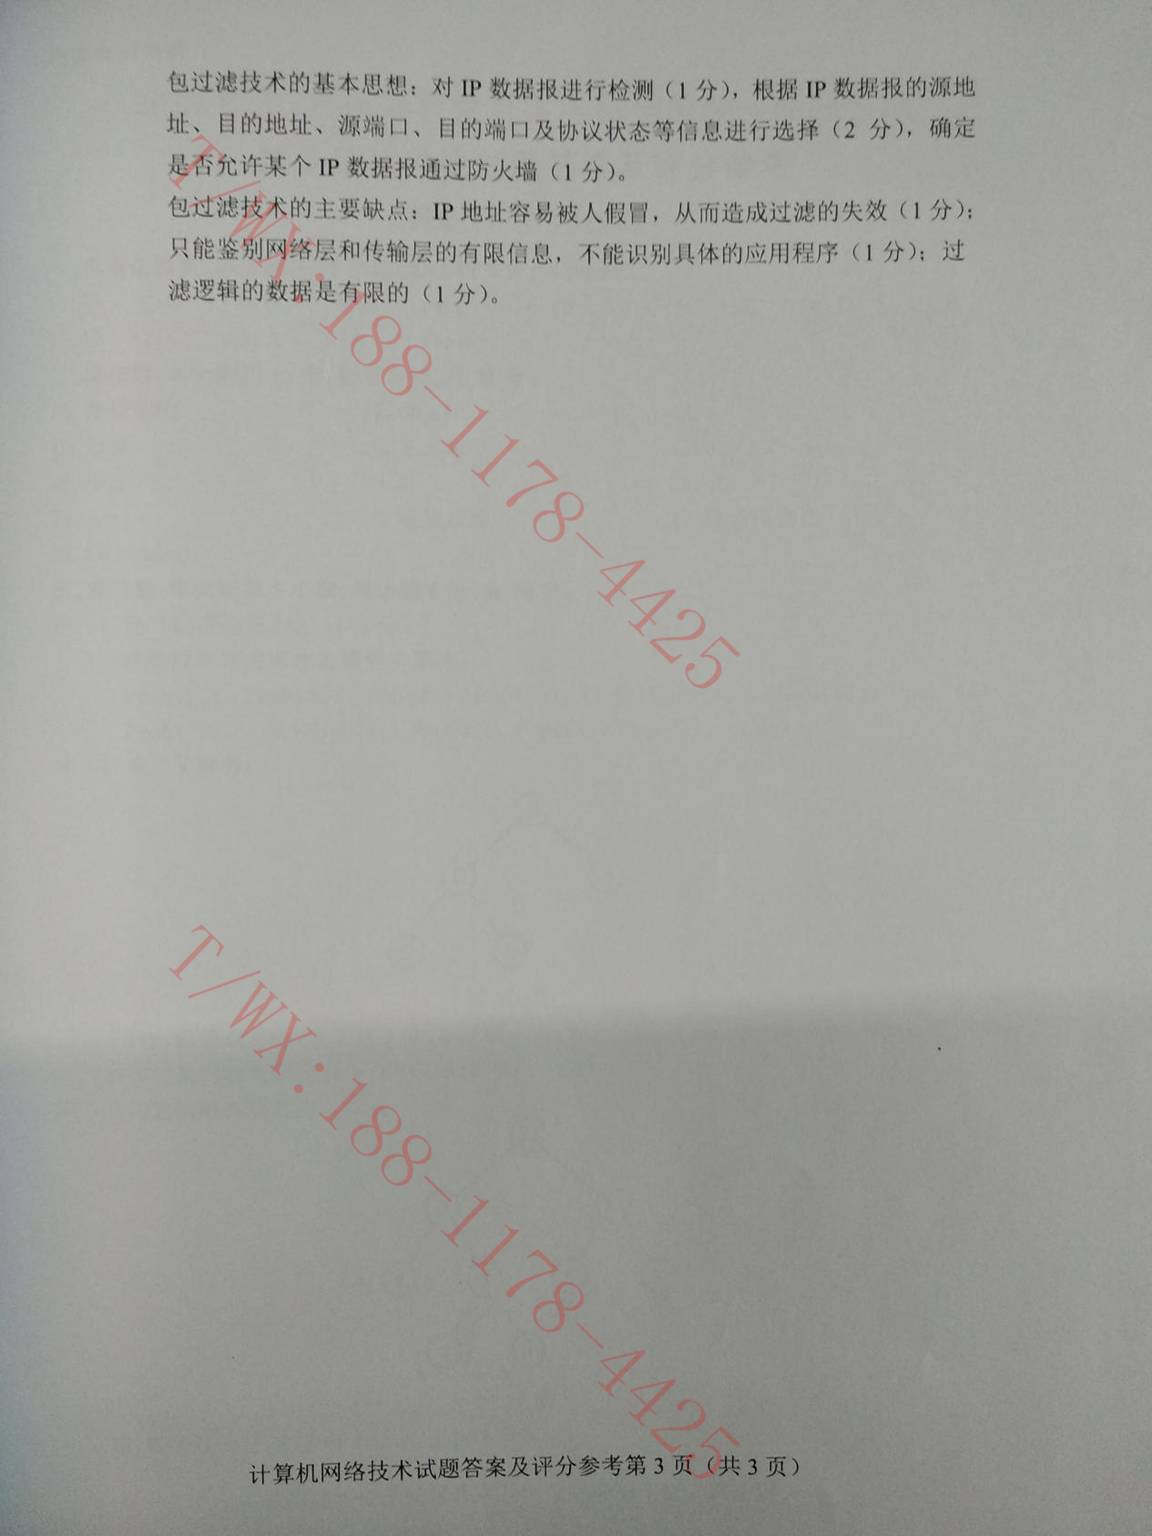 包过滤技术的基本思想：对 IP 数据报进行检测（1 分），根据 IP 数据报的源地
址、目的地址、源端口、目的端口及协议状态等信息进行选择（2 分），确定
是否允许某个 IP 数据报通过防火墙（1 分）。
包过滤技术的主要缺点：IP 地址容易被人假冒，从而造成过滤的失效（1 分）；
只能鉴别网络层和传输层的有限信息，不能识别具体的应用程序（1 分）；过
滤逻辑的数据是有限的（1 分）。
T/WX:188-1178-4425
T/WX:188-1178-4425
计算机网络技术试题答案及评分参考第 3 页（共 3 页）